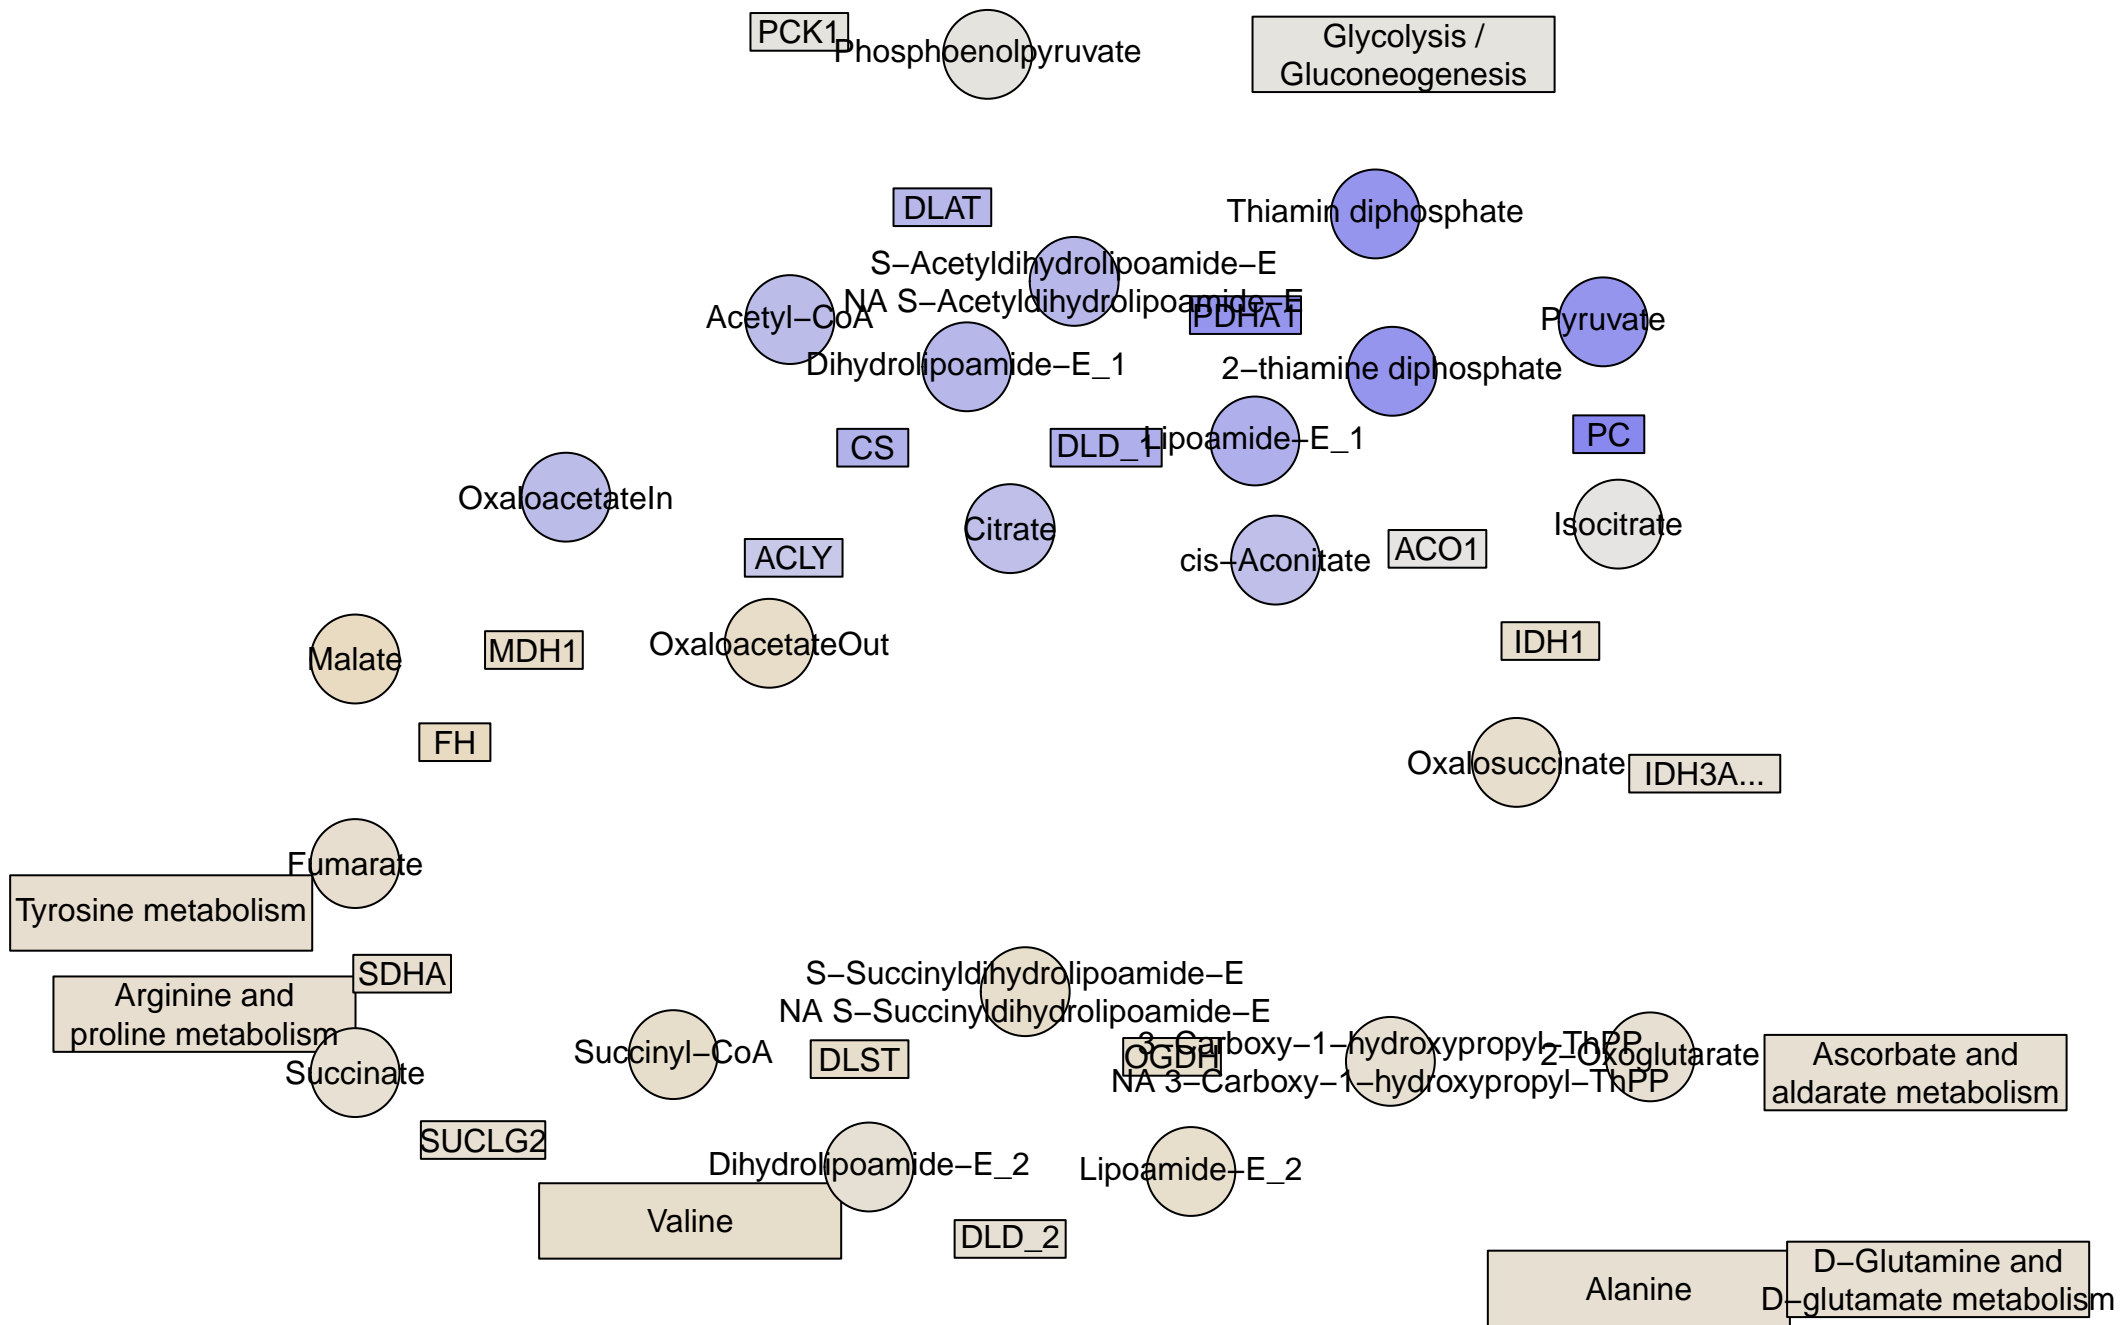 PCK1
Phosphoenolpyruvate
Glycolysis /
Gluconeogenesis
DLAT
Thiamin diphosphate
S−Acetyldihydrolipoamide−E
NA S−Acetyldihydrolipoamide−E
Acetyl−CoA
PDHA1
Pyruvate
Dihydrolipoamide−E_1
2−thiamine diphosphate
CS
DLD_1
Lipoamide−E_1
PC
OxaloacetateIn
Citrate
Isocitrate
ACLY
cis−Aconitate
ACO1
Malate
MDH1
OxaloacetateOut
IDH1
FH
Oxalosuccinate
IDH3A...
Fumarate
Tyrosine metabolism
SDHA
Arginine and
proline metabolism
S−Succinyldihydrolipoamide−E
NA S−Succinyldihydrolipoamide−E
Succinate
Succinyl−CoA
DLST
OGDH
3−Carboxy−1−hydroxypropyl−ThPP
NA 3−Carboxy−1−hydroxypropyl−ThPP
2−Oxoglutarate
Ascorbate and
aldarate metabolism
SUCLG2
Dihydrolipoamide−E_2
Lipoamide−E_2
Valine
DLD_2
Alanine
D−Glutamine and
D−glutamate metabolism